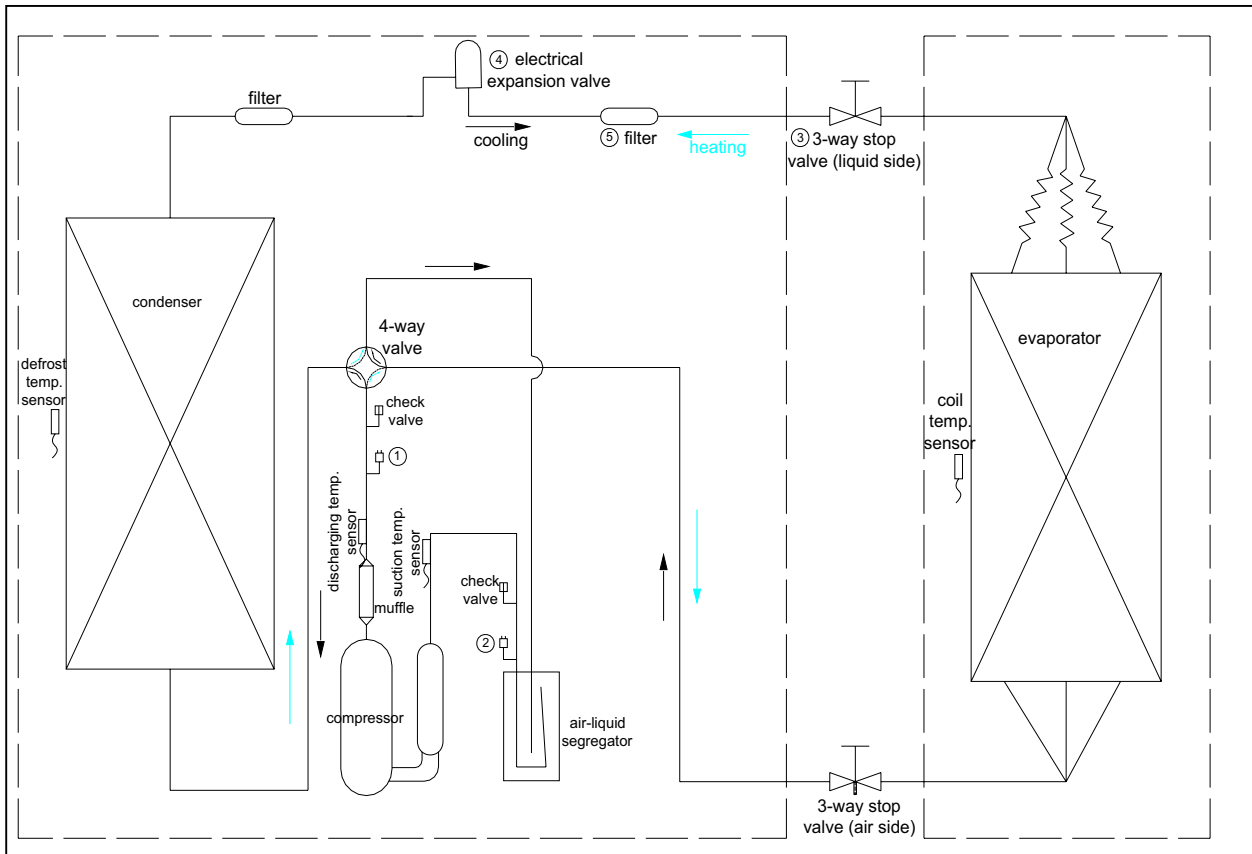 ④ electrical
expansion valve
filter
cooling
⑤ filter
heating
③ 3-way stop
valve (liquid side)
condenser
4-way
valve
evaporator
defrost
temp.
sensor
check
valve
①
coil
temp.
sensor
discharging temp.
sensor
suction temp.
sensor
check
valve
muffle
②
compressor
air-liquid
segregator
3-way stop
valve (air side)